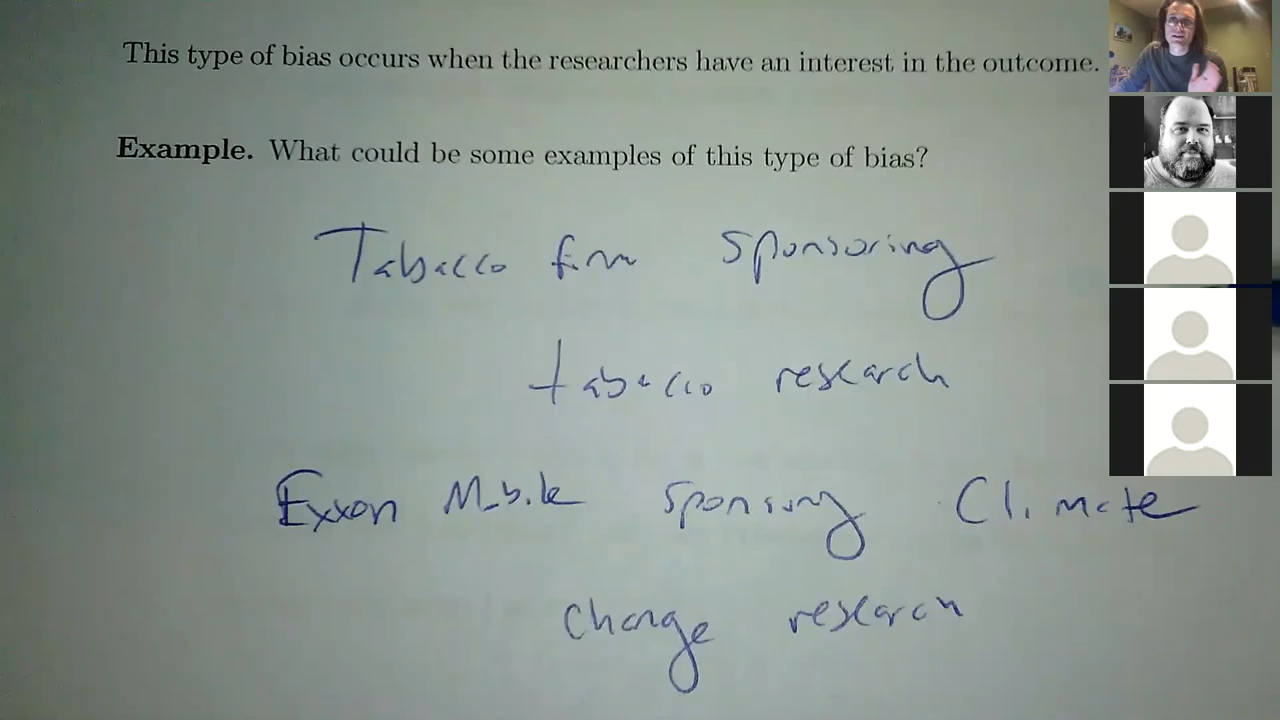 This type of bias occurs when the researchers have an interest in the outcome.
Example. What could be some examples of this type of bias?
Tabacco firm sponsoring
tabacco research
Exxon Mobile sponsoring Climate
change research